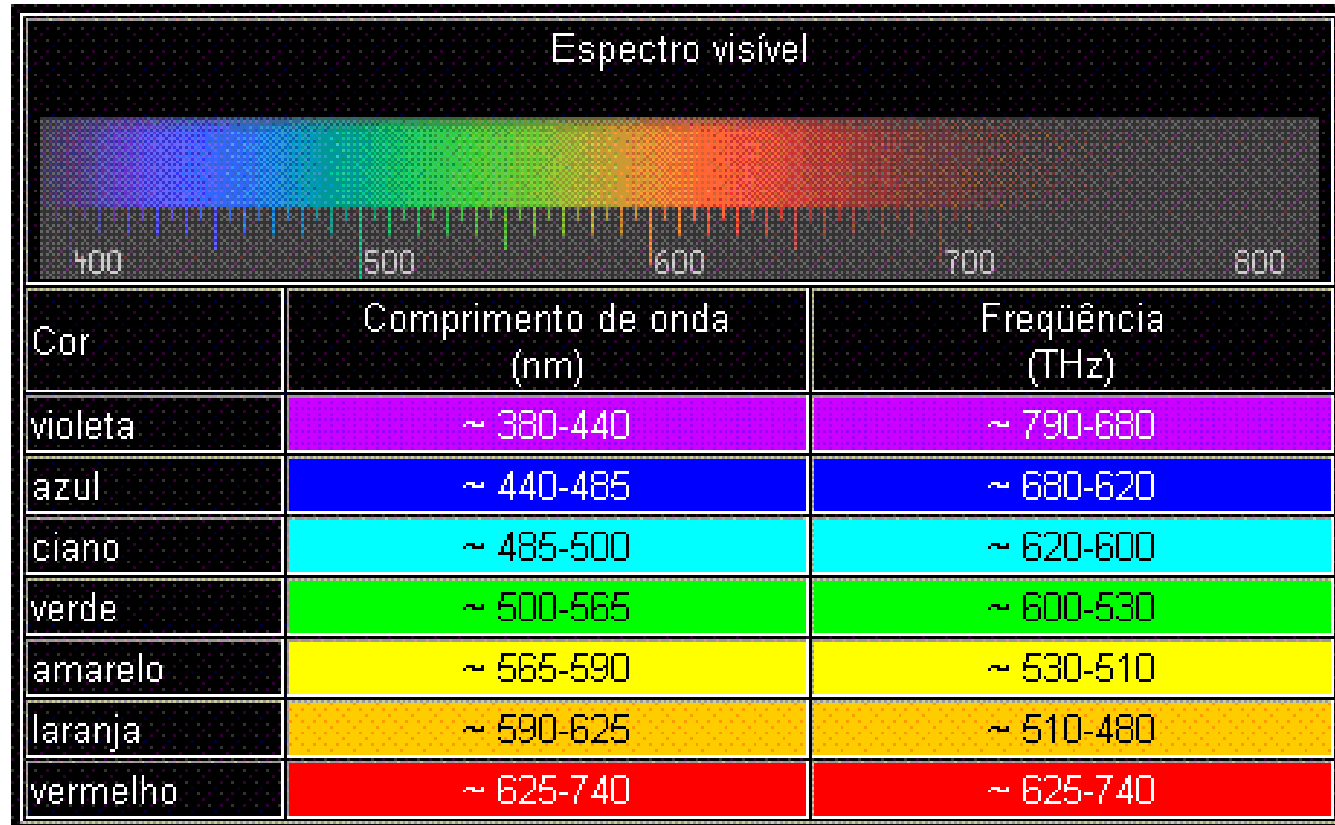 Espectro visível
400 500 600 700 800
Cor Comprimento de onda (nm) Freqüência (THz)
violeta ~ 380-440 ~ 790-680
azul ~ 440-485 ~ 680-620
ciano ~ 485-500 ~ 620-600
verde ~ 500-565 ~ 600-530
amarelo ~ 565-590 ~ 530-510
laranja ~ 590-625 ~ 510-480
vermelho ~ 625-740 ~ 625-740